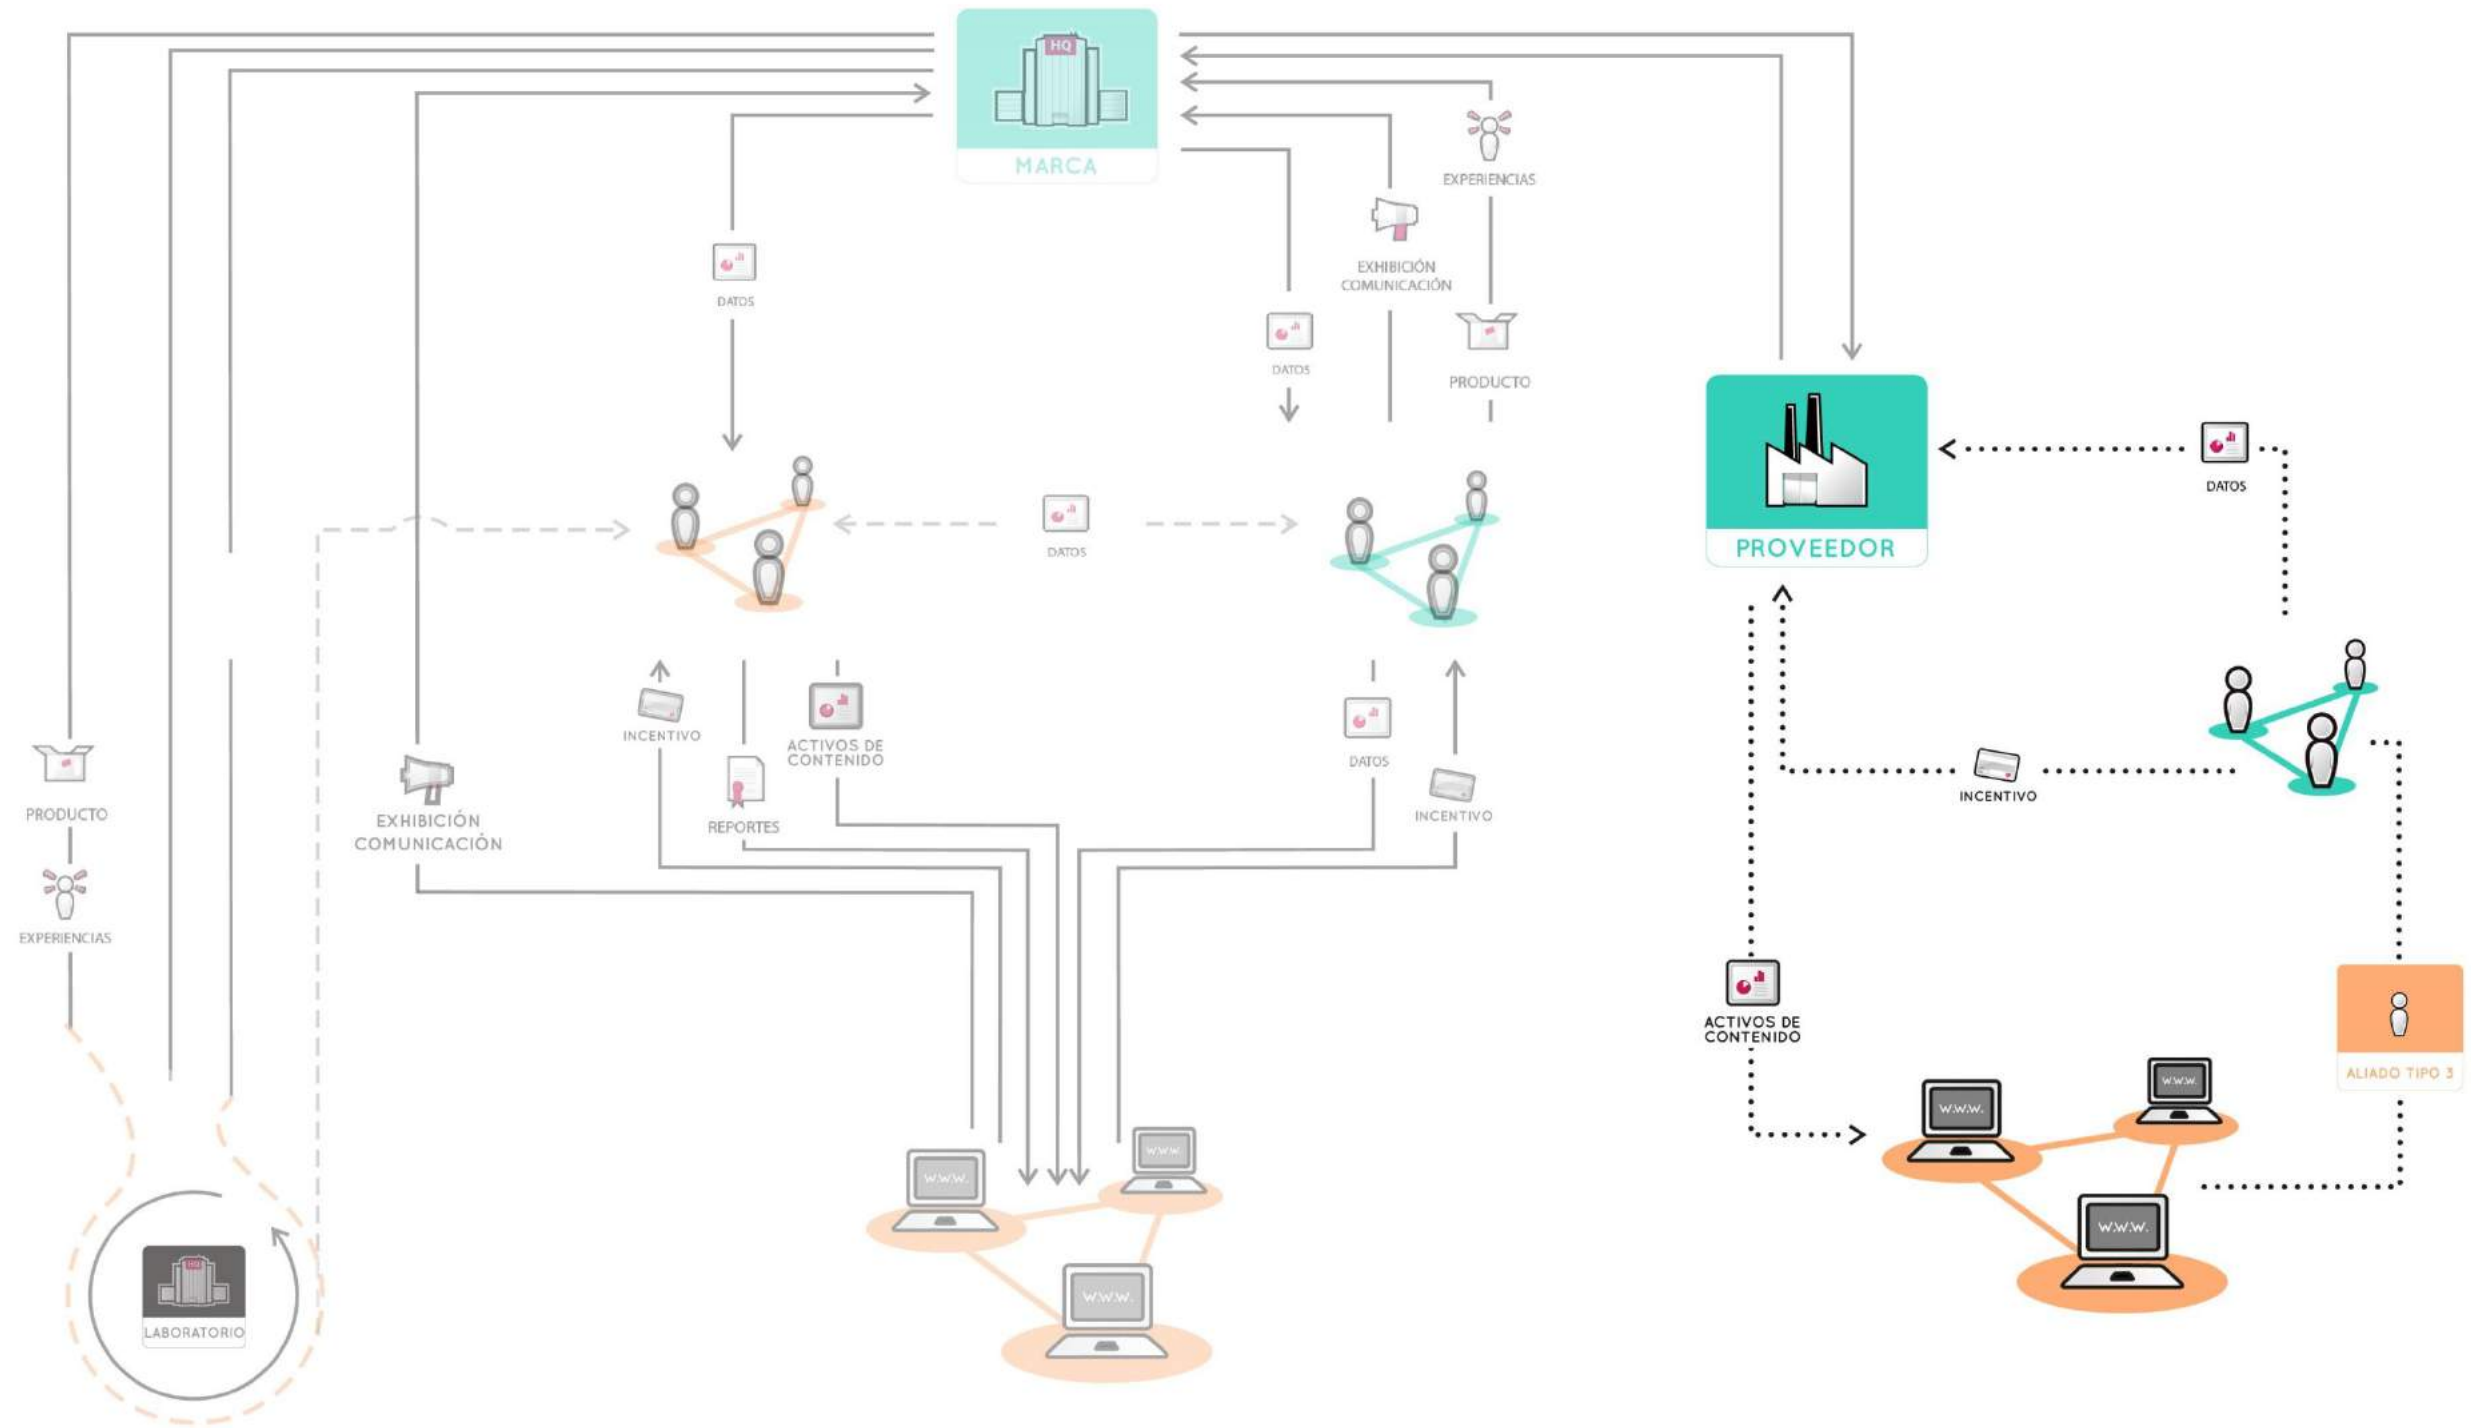 HQ
MARCA
EXPERIENCIAS
EXHIBICIÓN
COMUNICACIÓN
DATOS
DATOS
PRODUCTO
DATOS
PROVEEDOR
DATOS
INCENTIVO
ACTIVOS DE
CONTENIDO
DATOS
INCENTIVO
REPORTES
PRODUCTO
EXHIBICIÓN
COMUNICACIÓN
EXPERIENCIAS
INCENTIVO
ACTIVOS DE
CONTENIDO
ALIADO TIPO 3
W.W.W.
W.W.W.
W.W.W.
W.W.W.
W.W.W.
W.W.W.
HQ
LABORATORIO